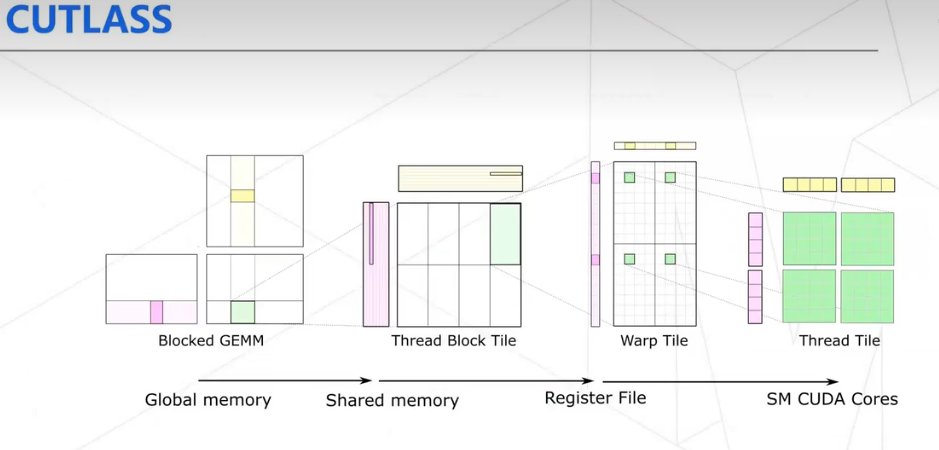 CUTLASS
Blocked GEMM
Thread Block Tile
Warp Tile
Thread Tile
Global memory
Shared memory
Register File
SM CUDA Cores